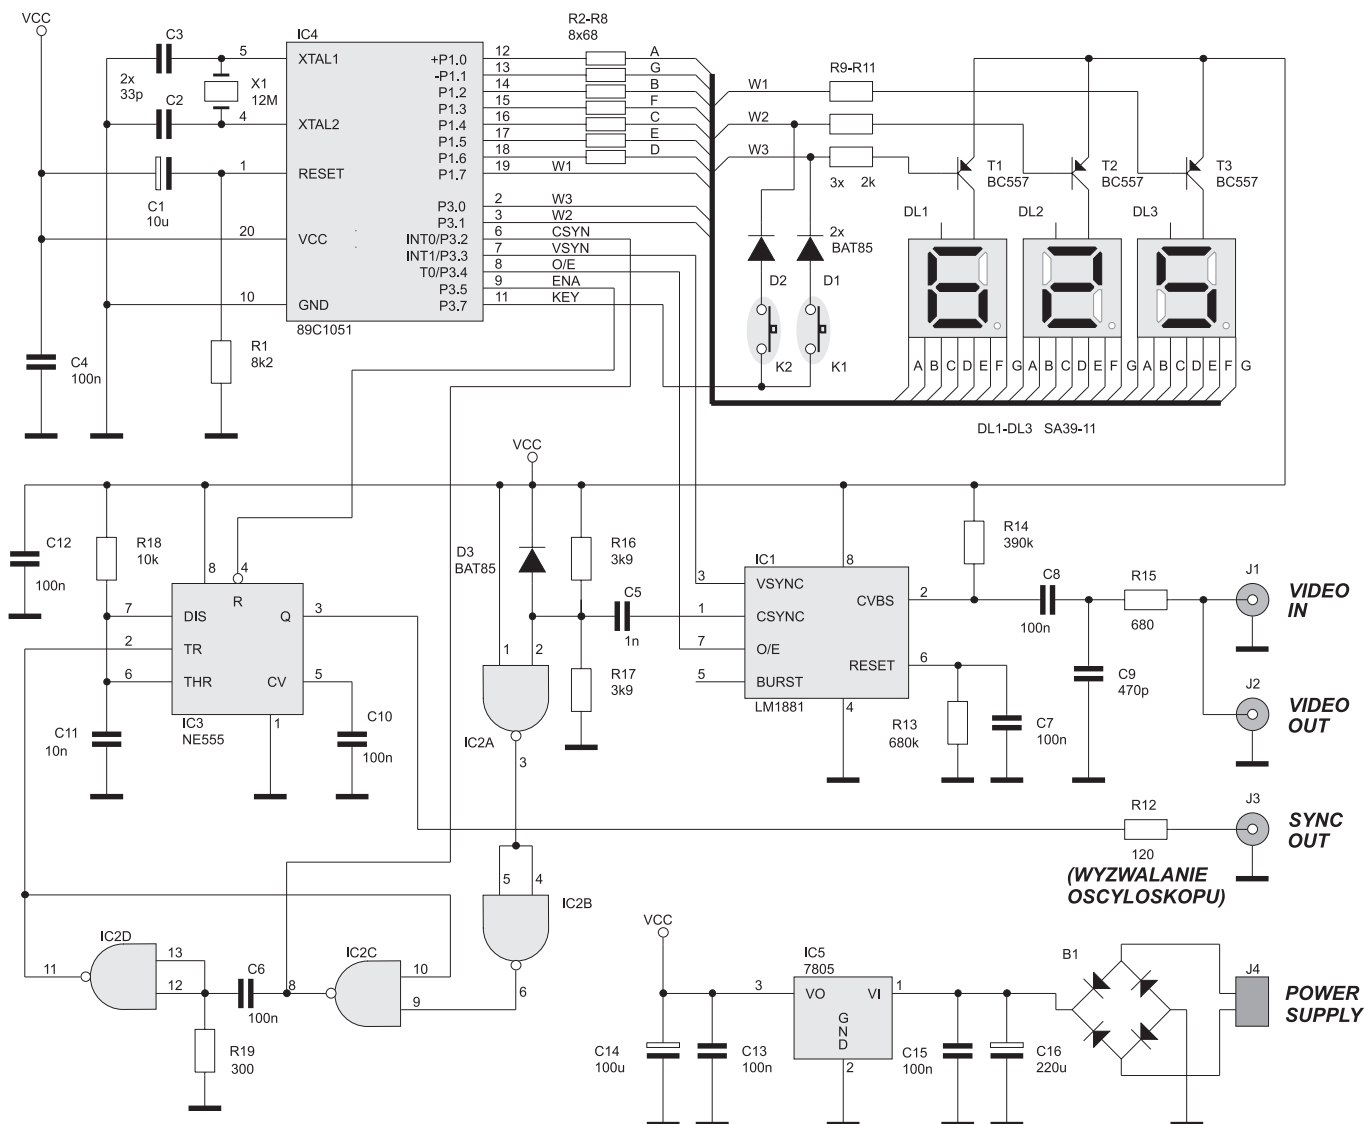 VCC
C3
2x
33p
C2
X1
12M
5
4
1
C1
10u
20
10
C4
100n
R1
8k2
IC4
XTAL1
XTAL2
RESET
VCC
GND
+P1.0
-P1.1
P1.2
P1.3
P1.4
P1.5
P1.6
P1.7
P3.0
P3.1
INT0/P3.2
INT1/P3.3
T0/P3.4
P3.5
P3.7
89C1051
12
13
14
15
16
17
18
19
2
3
6
7
8
9
11
R2-R8
8x68
A
G
B
F
C
E
D
W1
W3
W2
CSYN
VSYN
O/E
ENA
KEY
W1
W2
W3
R9-R11
3x 2k
2x
BAT85
D2
D1
K2
K1
T1
BC557
T2
BC557
T3
BC557
DL1
DL2
DL3
A B C D E F G A B C D E F G A B C D E F G
DL1-DL3 SA39-11
VCC
C12
100n
R18
10k
8
4
R
DIS
TR
THR
Q
CV
7
2
6
3
5
1
IC3
NE555
C11
10n
C10
100n
D3
BAT85
R16
3k9
C5
1n
R17
3k9
1
2
IC2A
3
5
4
IC2B
6
IC1
VSYNC
CSYNC
O/E
BURST
CVBS
RESET
LM1881
3
1
7
5
8
2
6
4
R14
390k
C8
100n
R15
680
C9
470p
R13
680k
C7
100n
J1
VIDEO
IN
J2
VIDEO
OUT
R12
120
J3
SYNC
OUT
(WYZWALANIE
OSCYLOSKOPU)
IC2D
11
13
12
C6
100n
8
IC2C
10
9
R19
300
VCC
C14
100u
C13
100n
3
IC5
7805
VO
VI
G
N
D
1
2
C15
100n
C16
220u
B1
J4
POWER
SUPPLY